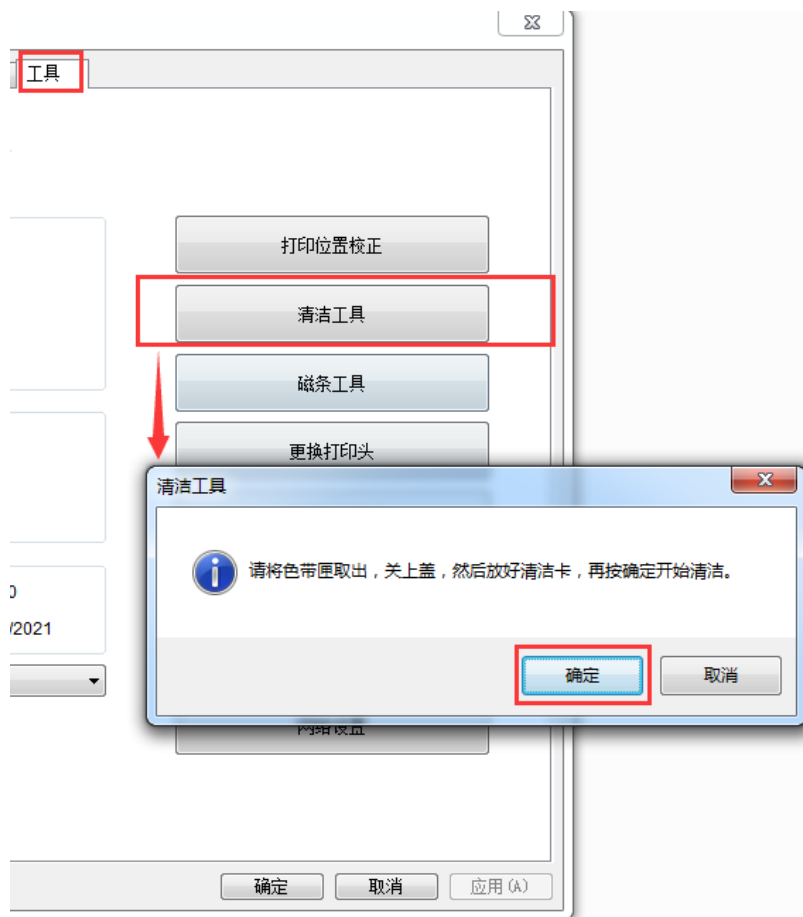 工具
打印位置校正
清洁工具
磁条工具
更换打印头
清洁工具
请将色带匣取出，关上盖，然后放好清洁卡，再按确定开始清洁。
0
/2021
确定
取消
网络设置
确定
取消
应用(A)